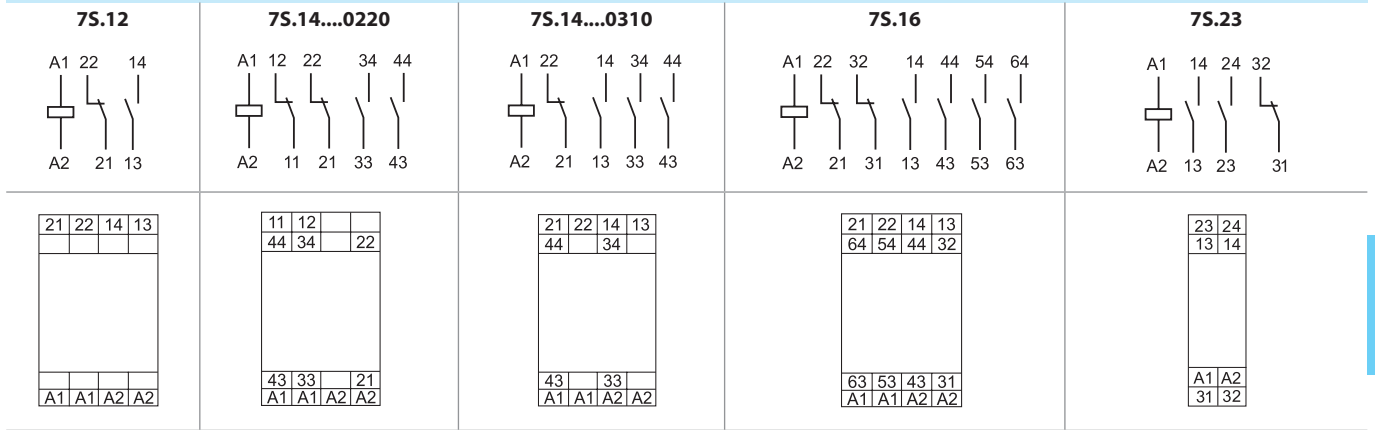 7S.12 7S.14....0220 7S.14....0310 7S.16 7S.23
A1 22 14 A1 12 22 34 44 A1 22 14 34 44 A1 22 32 14 44 54 64 A1 14 24 32
A2 21 13 A2 11 21 33 43 A2 21 13 33 43 A2 21 31 13 43 53 63 A2 13 23 31
21 22 14 13 11 12 21 22 14 13 21 22 14 13 23 24
44 34 22 44 34 64 54 44 32 13 14
43 33 21 43 33 63 53 43 31 A1 A2
A1 A1 A2 A2 A1 A1 A2 A2 A1 A1 A2 A2 A1 A1 A2 A2 31 32